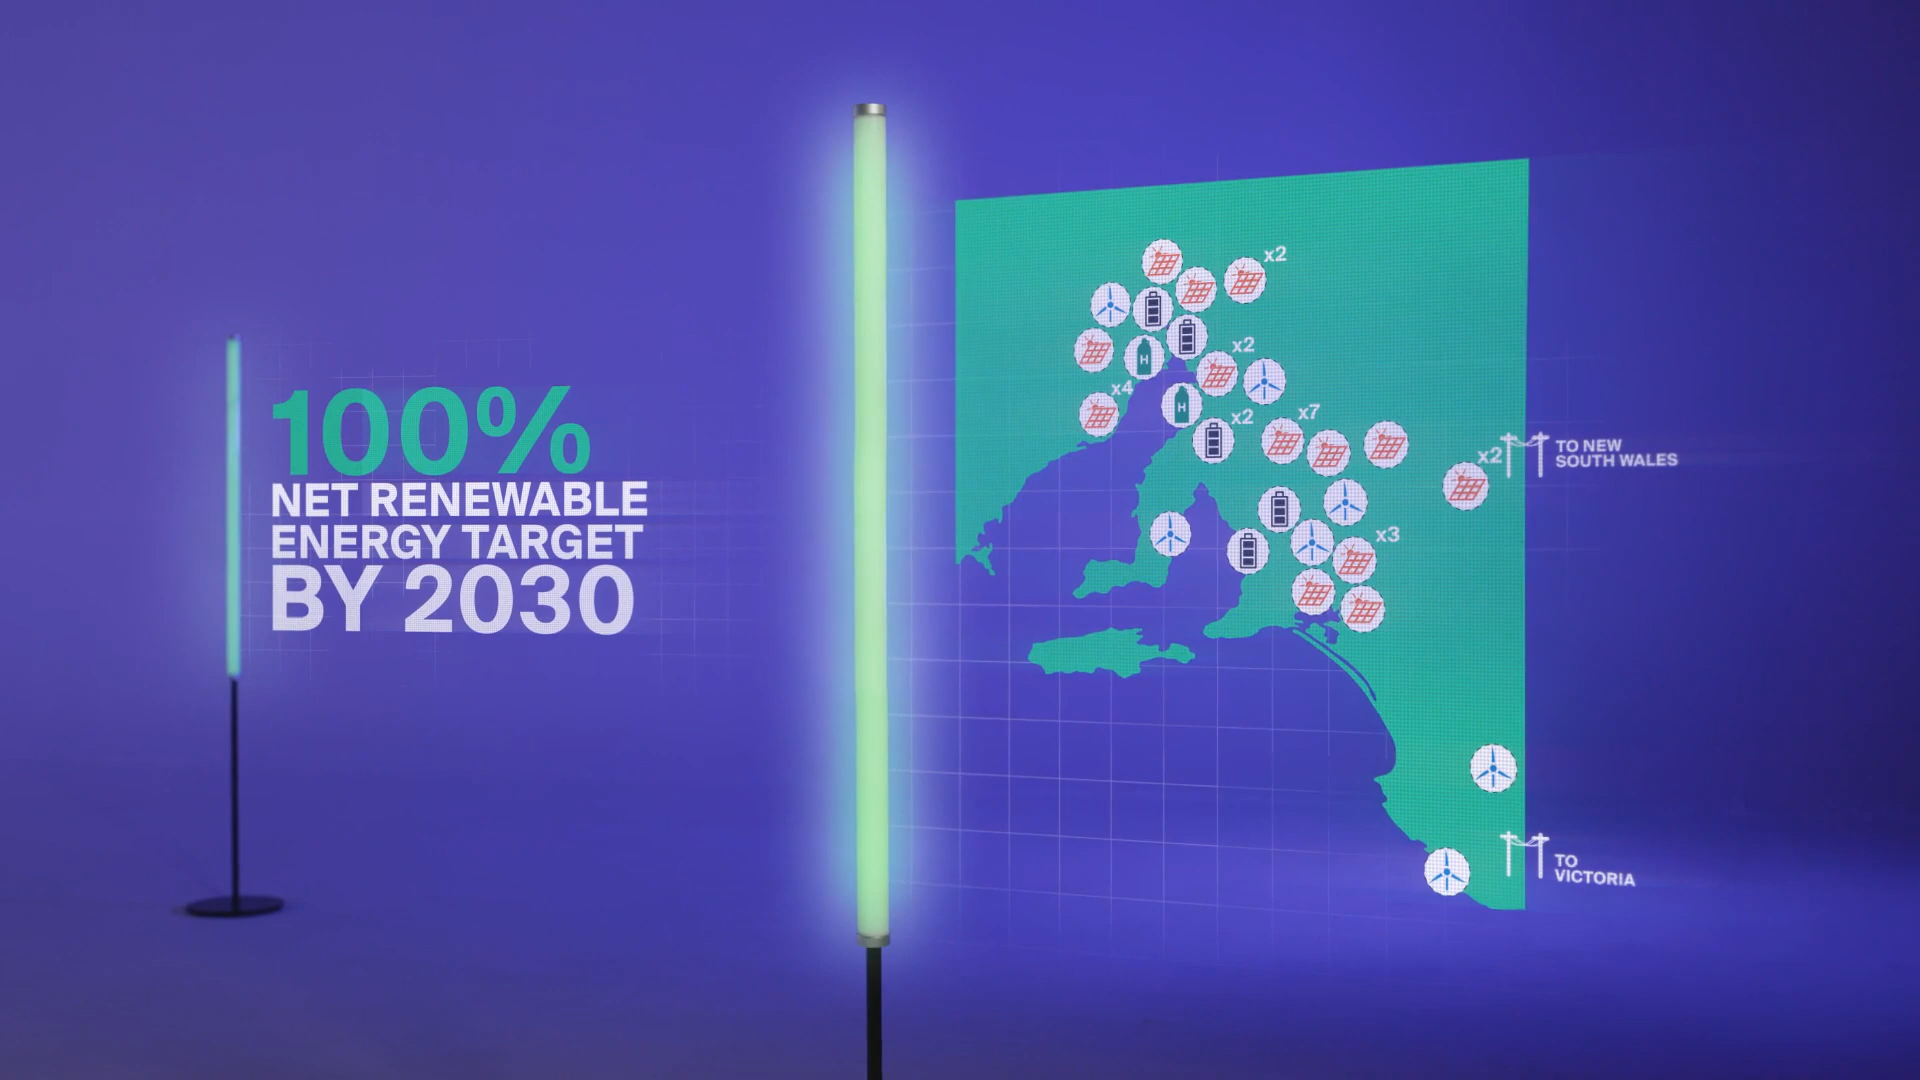 100%
NET RENEWABLE
ENERGY TARGET
BY 2030
x2
x2
x4
H
H
x2
x7
x2
x3
TO NEW
SOUTH WALES
TO
VICTORIA